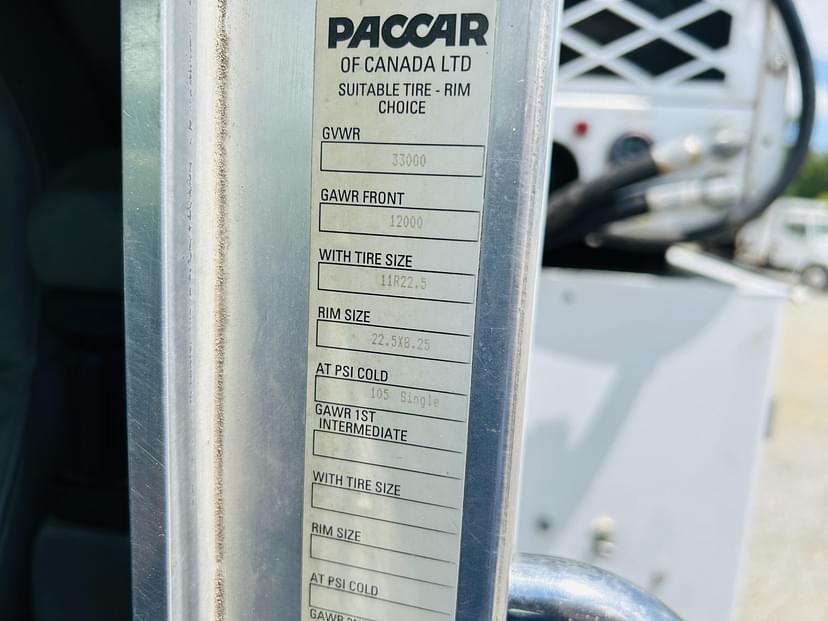 PACCAR
OF CANADA LTD
SUITABLE TIRE - RIM
CHOICE
GVWR
33000
GAWR FRONT
12000
WITH TIRE SIZE
11R22.5
RIM SIZE
22.5X8.25
AT PSI COLD
105 Single
GAWR 1ST
INTERMEDIATE
WITH TIRE SIZE
RIM SIZE
AT PSI COLD
GAWR